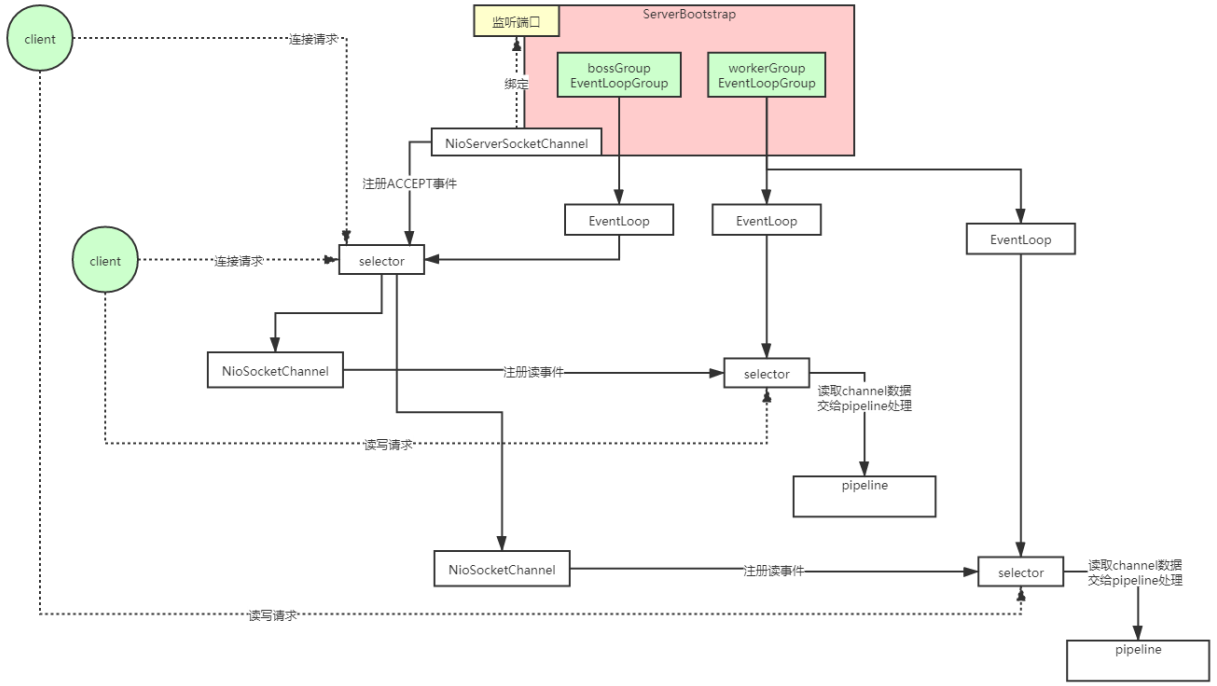 client
连接请求
监听端口
ServerBootstrap
bossGroup
EventLoopGroup
workerGroup
EventLoopGroup
绑定
NioServerSocketChannel
注册ACCEPT事件
EventLoop
EventLoop
EventLoop
client
连接请求
selector
NioSocketChannel
注册读事件
selector
读取channel数据
交给pipeline处理
读写请求
pipeline
NioSocketChannel
注册读事件
selector
读取channel数据
交给pipeline处理
读写请求
pipeline